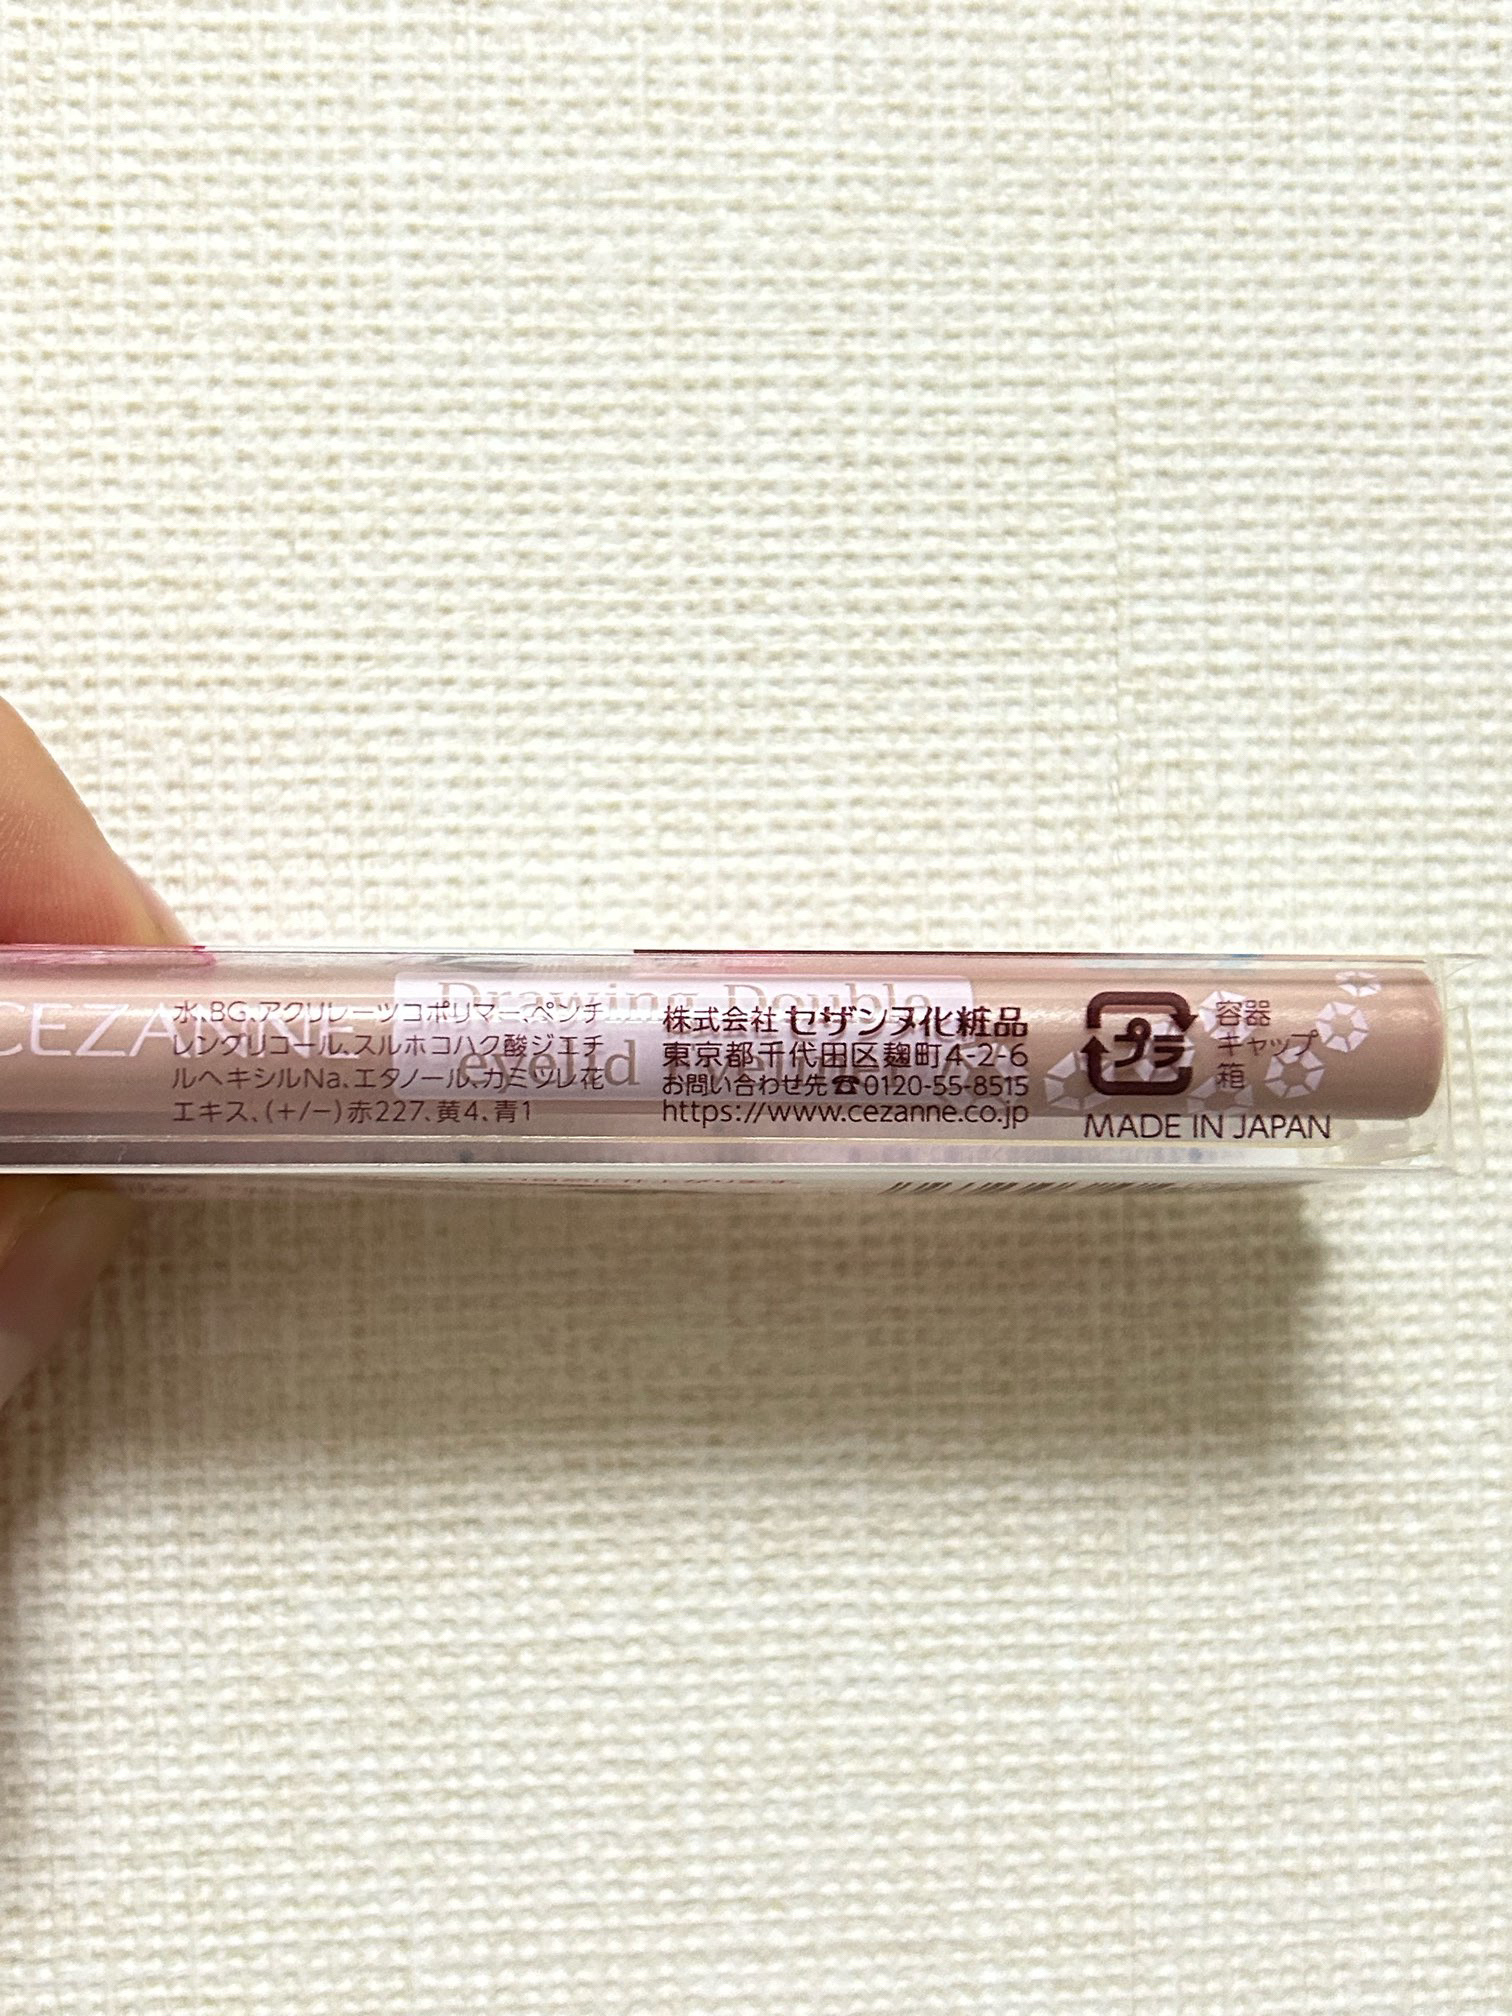 CEZANNE
Drawing Double
eyelid
水、BG、アクリレーツコポリマー、ペンチ
レングリコール、スルホコハク酸ジエチ
ルヘキシルNa、エタノール、カミツレ花
エキス、(+/−)赤227、黄4、青1
株式会社 セザンヌ化粧品
東京都千代田区麹町4-2-6
お問い合わせ先☎0120-55-8515
https://www.cezanne.co.jp
プラ
容器
キャップ
箱
MADE IN JAPAN